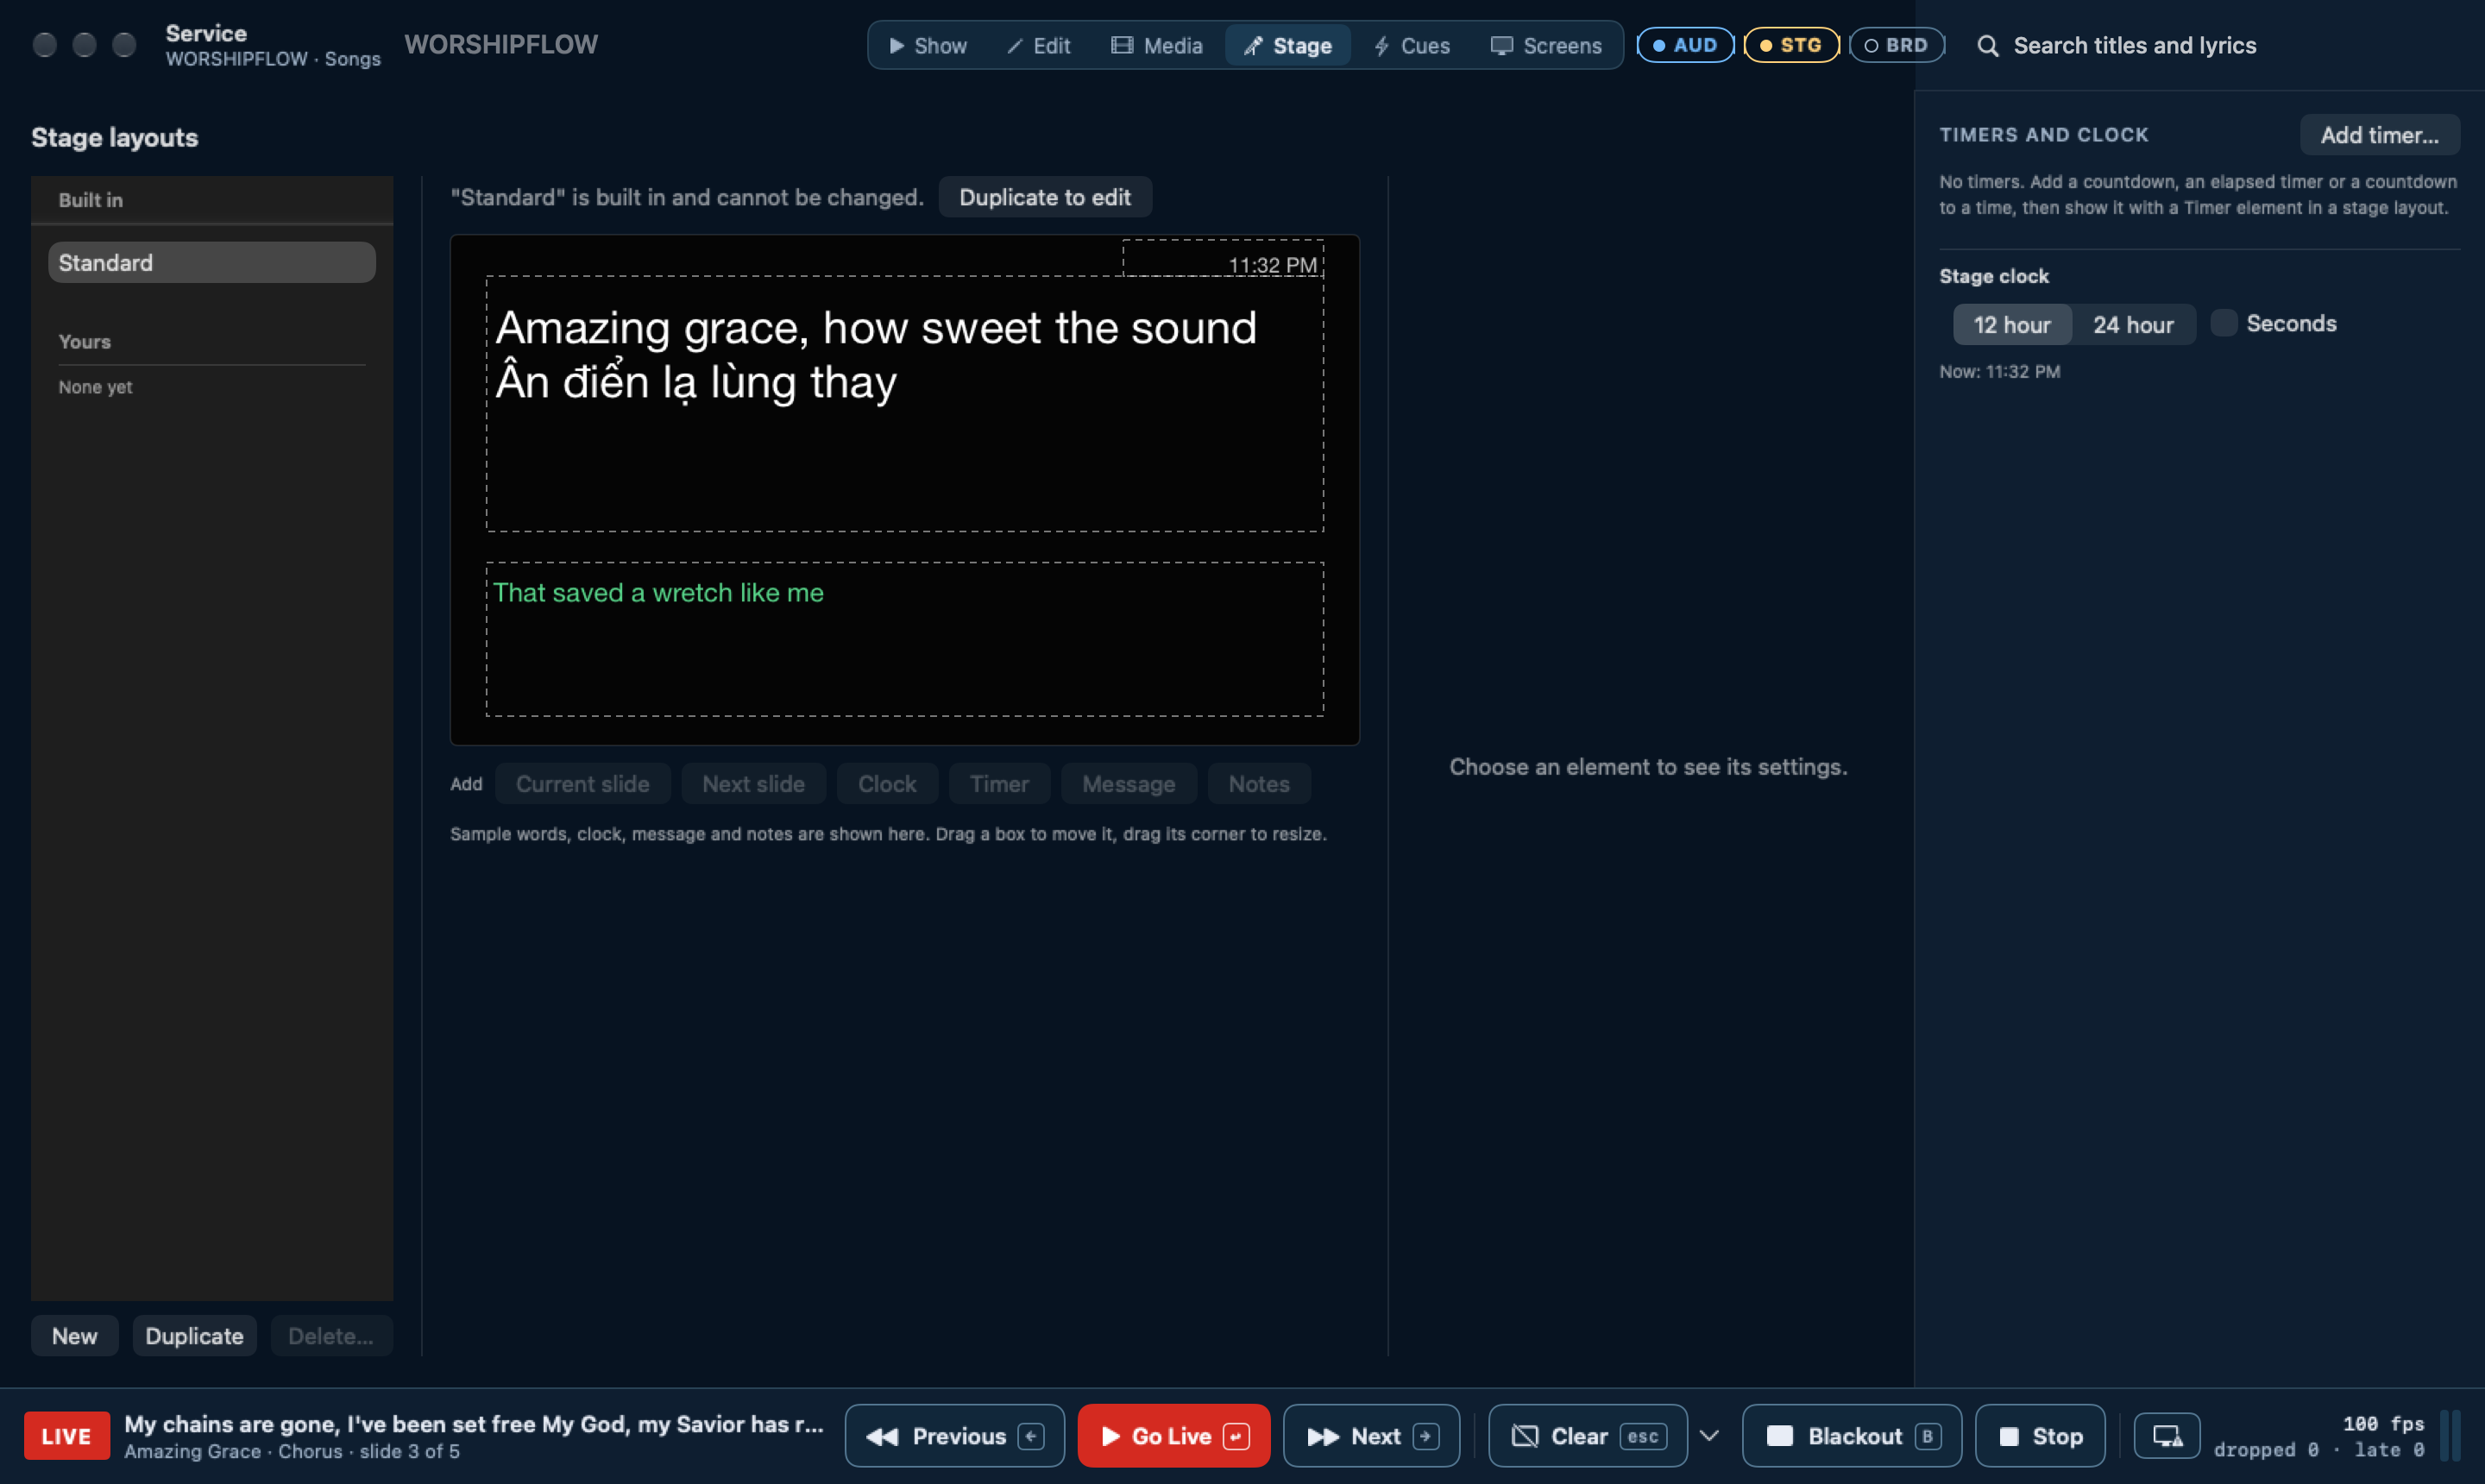 Service
WORSHIPFLOW · Songs
WORSHIPFLOW
Show
Edit
Media
Stage
Cues
Screens
AUD
STG
BRD
Search titles and lyrics
Stage layouts
Built in
Standard
Yours
None yet
"Standard" is built in and cannot be changed.
Duplicate to edit
11:32 PM
Amazing grace, how sweet the sound
Ân điển lạ lùng thay
That saved a wretch like me
Add
Current slide
Next slide
Clock
Timer
Message
Notes
Sample words, clock, message and notes are shown here. Drag a box to move it, drag its corner to resize.
Choose an element to see its settings.
TIMERS AND CLOCK
Add timer...
No timers. Add a countdown, an elapsed timer or a countdown
to a time, then show it with a Timer element in a stage layout.
Stage clock
12 hour
24 hour
Seconds
Now: 11:32 PM
New
Duplicate
Delete...
LIVE
My chains are gone, I've been set free My God, my Savior has r...
Amazing Grace · Chorus · slide 3 of 5
Previous
Go Live
Next
Clear esc
Blackout B
Stop
100 fps
dropped 0 · late 0